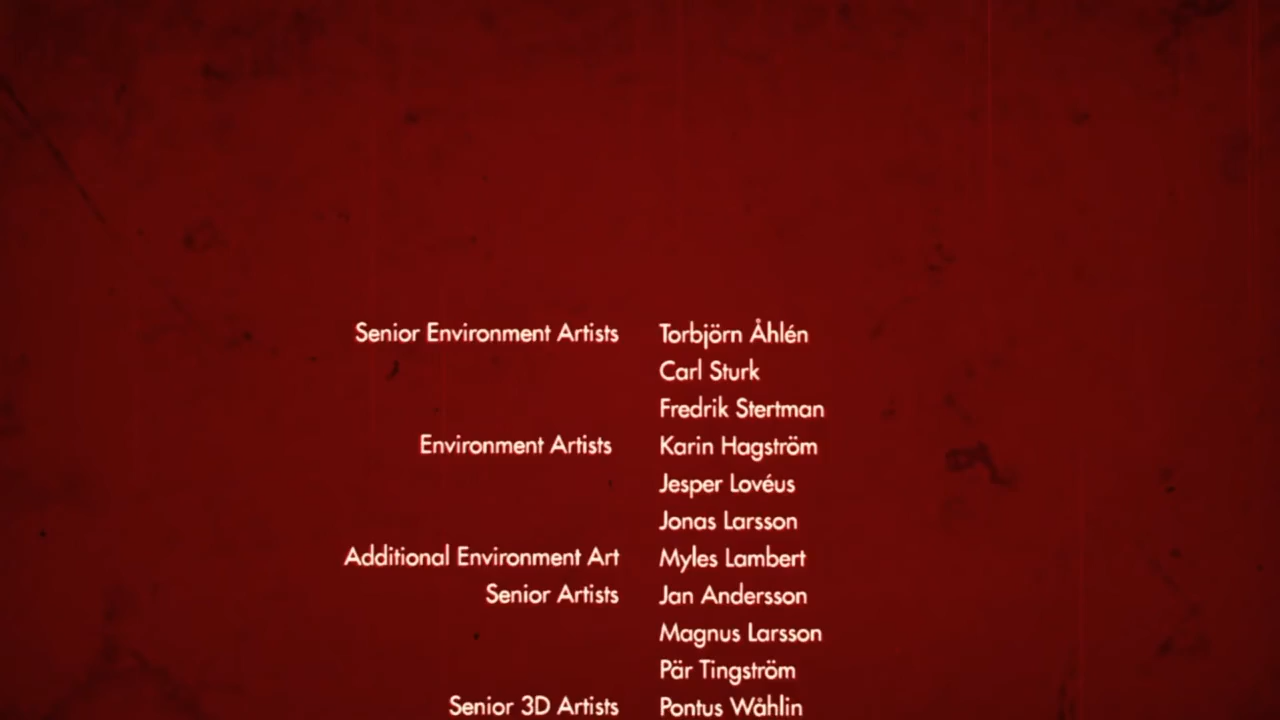 Senior Environment Artists Torbjörn Åhlén
Carl Sturk
Fredrik Stertman
Environment Artists Karin Hagström
Jesper Lovéus
Jonas Larsson
Additional Environment Art Myles Lambert
Senior Artists Jan Andersson
Magnus Larsson
Pär Tingström
Senior 3D Artists Pontus Wåhlin